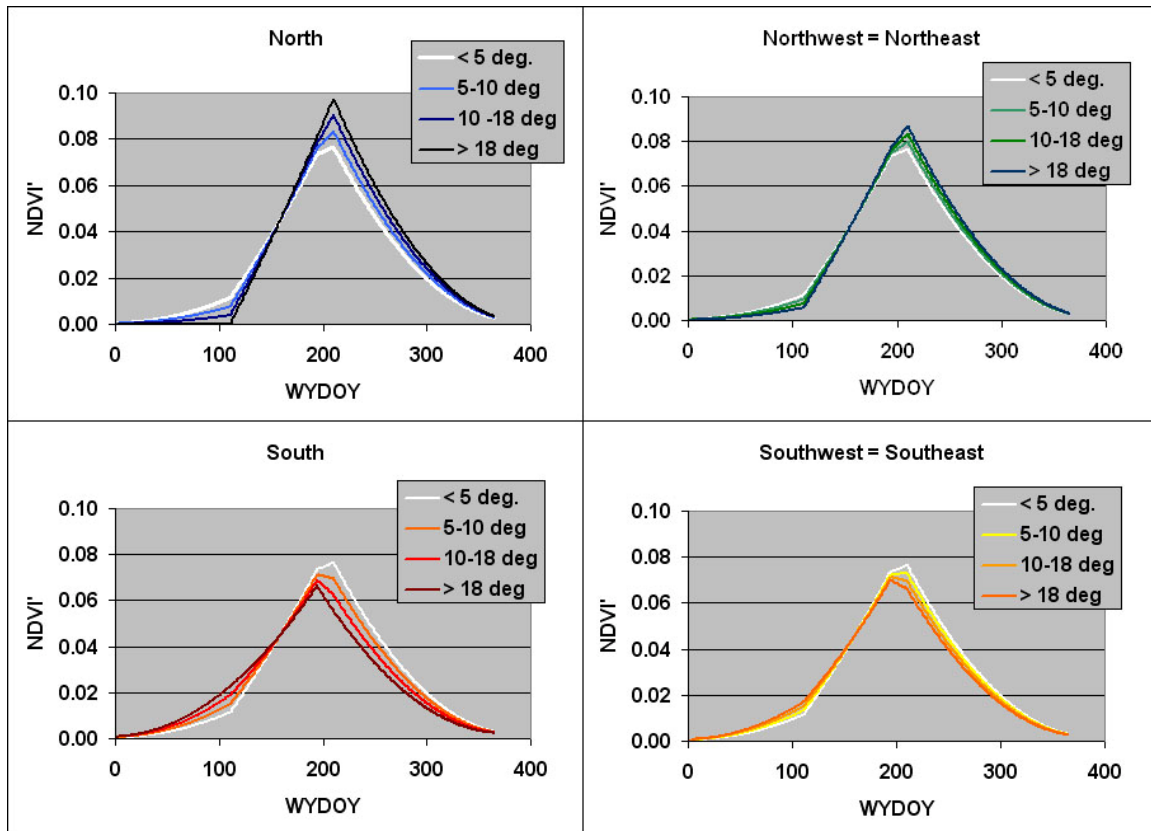 North
< 5 deg.
5-10 deg
10 -18 deg
> 18 deg
NDVI'
0.10
0.08
0.06
0.04
0.02
0.00
0 100 200 300 400
WYDOY
Northwest = Northeast
< 5 deg.
5-10 deg
10-18 deg
> 18 deg
NDVI'
0.10
0.08
0.06
0.04
0.02
0.00
0 100 200 300 400
WYDOY
South
< 5 deg.
5-10 deg
10-18 deg
> 18 deg
NDVI'
0.10
0.08
0.06
0.04
0.02
0.00
0 100 200 300 400
WYDOY
Southwest = Southeast
< 5 deg.
5-10 deg
10-18 deg
> 18 deg
NDVI'
0.10
0.08
0.06
0.04
0.02
0.00
0 100 200 300 400
WYDOY